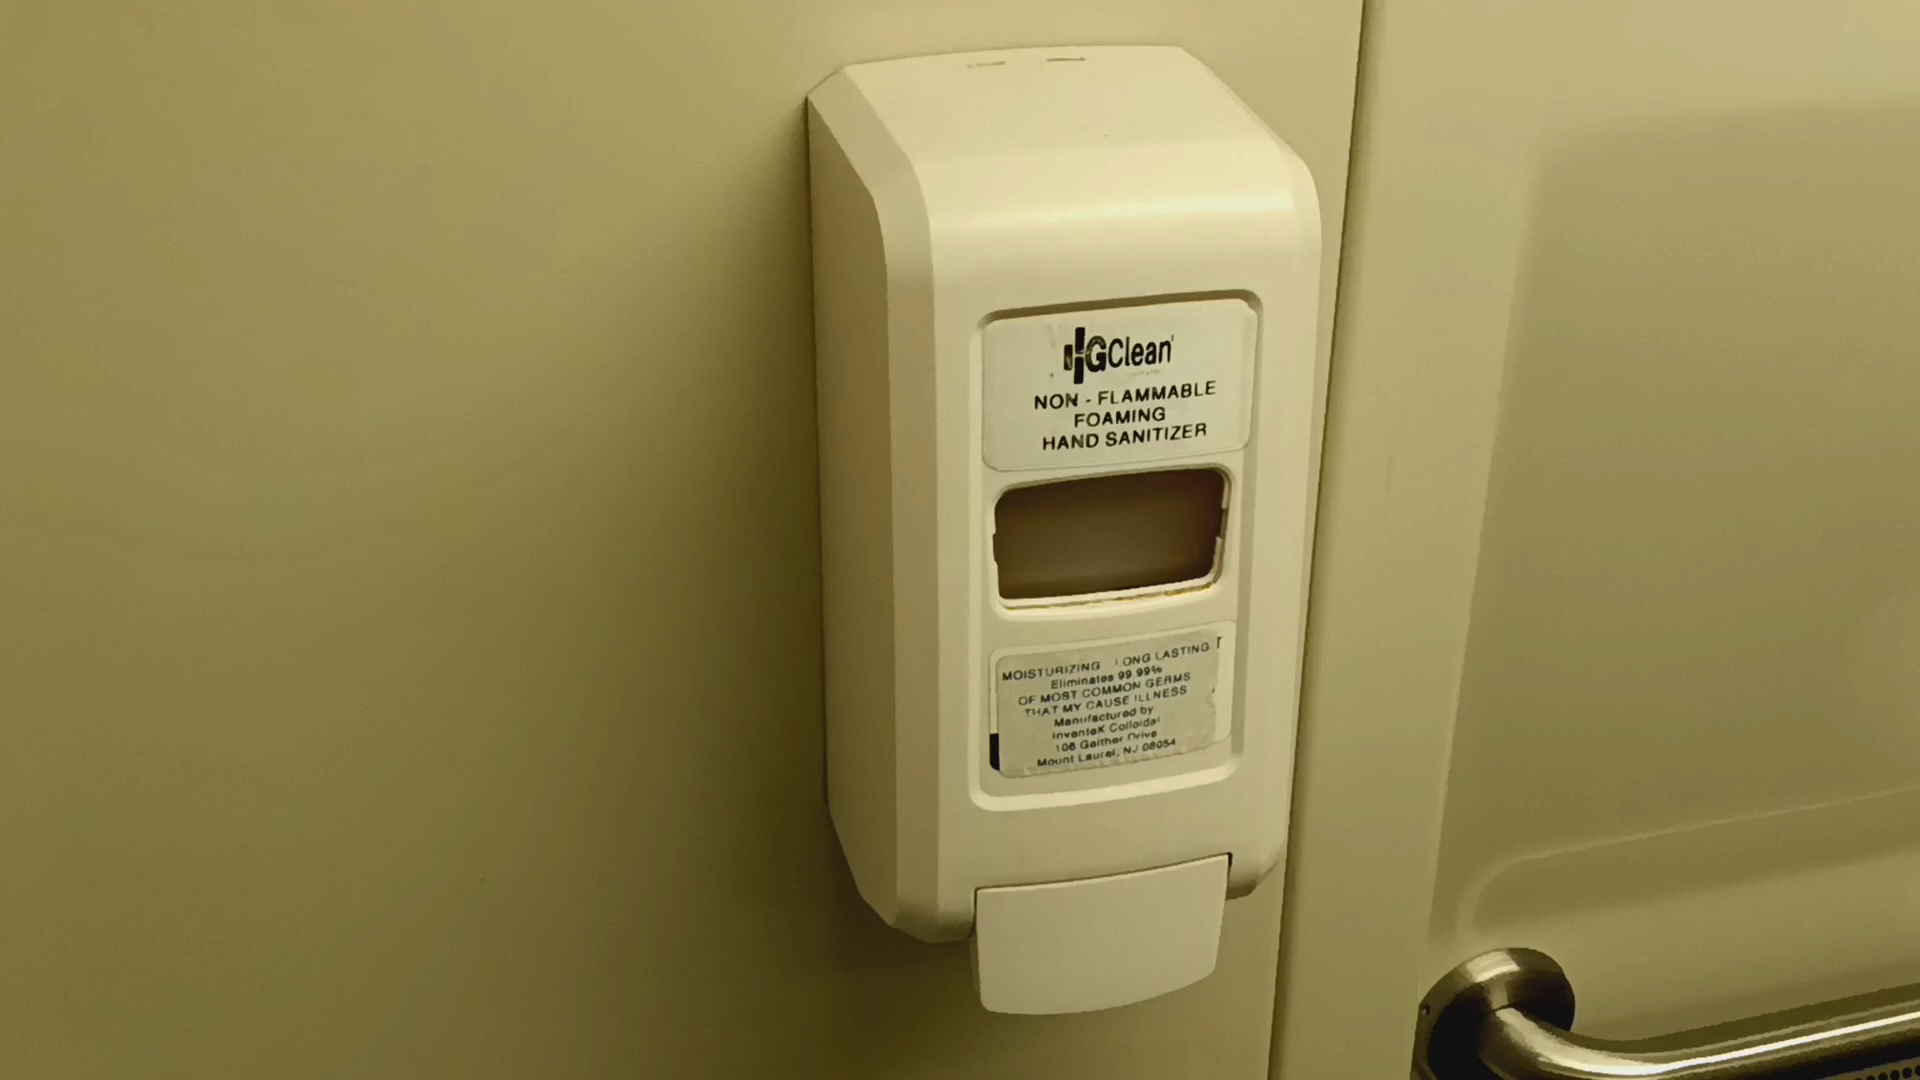 HGClean
NON - FLAMMABLE
FOAMING
HAND SANITIZER
MOISTURIZING LONG LASTING
Eliminates 99.99%
OF MOST COMMON GERMS
THAT MY CAUSE ILLNESS
Manufactured by
InventeK Colloidal
106 Gaither Drive
Mount Laurel, NJ 08054